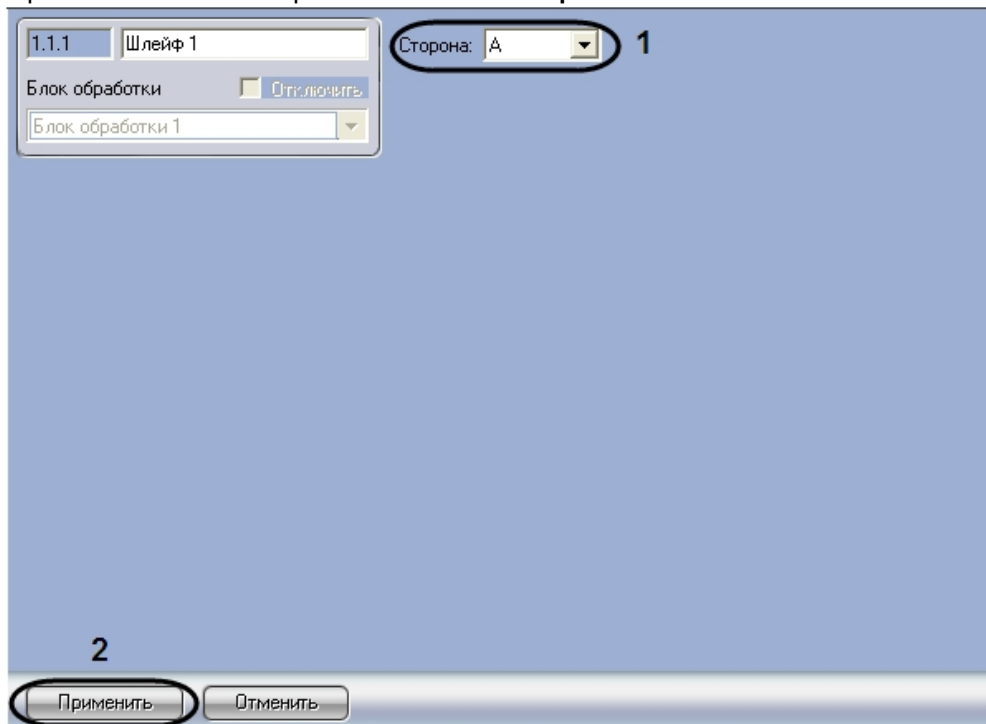 1.1.1 Шлейф 1 Сторона: А 1
Блок обработки Отключить
Блок обработки 1
2
Применить Отменить